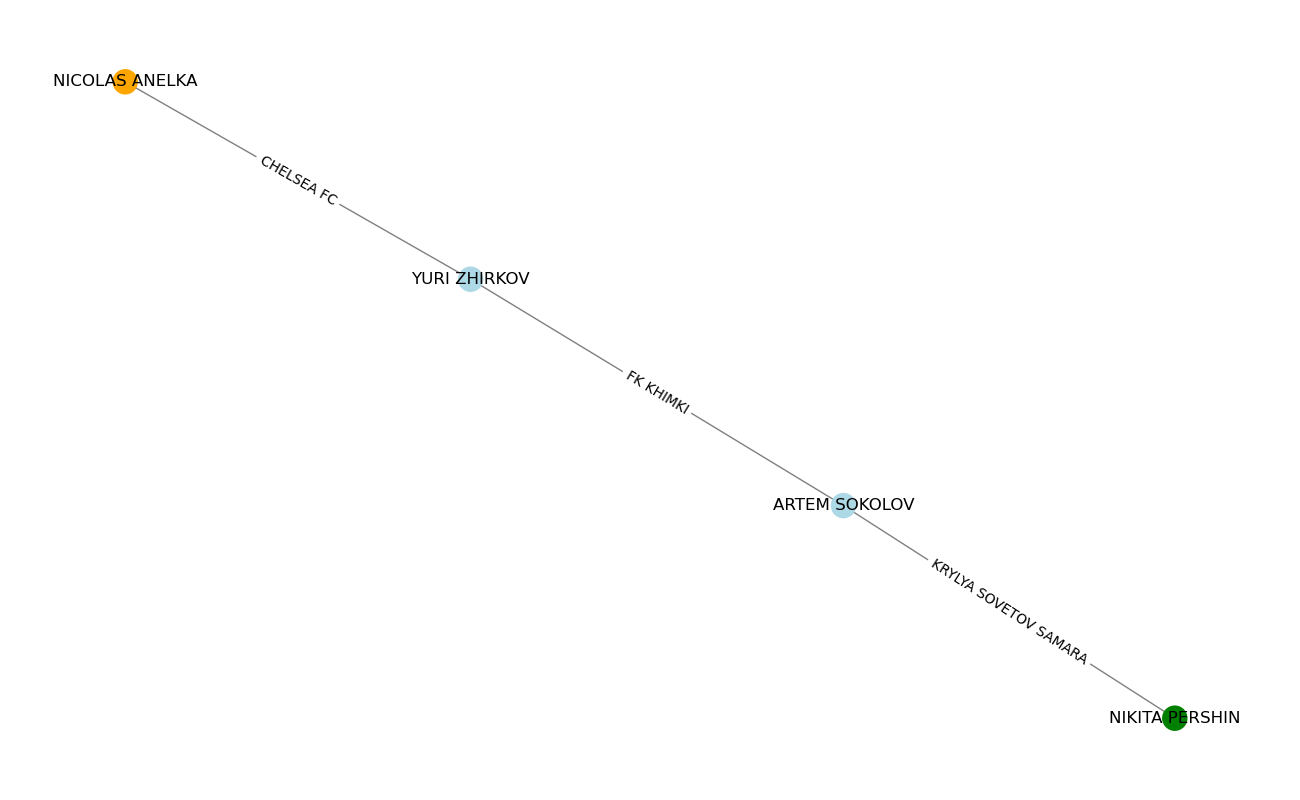 NICOLAS ANELKA
CHELSEA FC
YURI ZHIRKOV
FK KHIMKI
ARTEM SOKOLOV
KRYLYA SOVETOV SAMARA
NIKITA PERSHIN